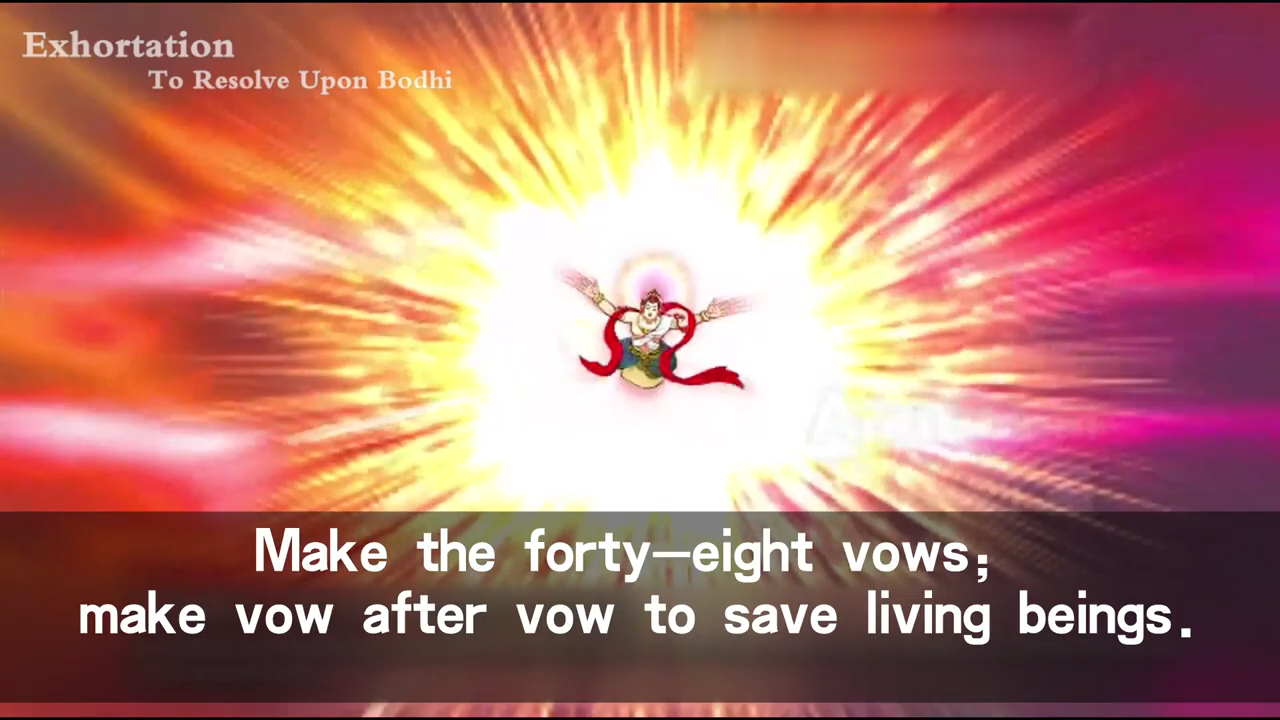 Exhortation
To Resolve Upon Bodhi
Make the forty-eight vows;
make vow after vow to save living beings.